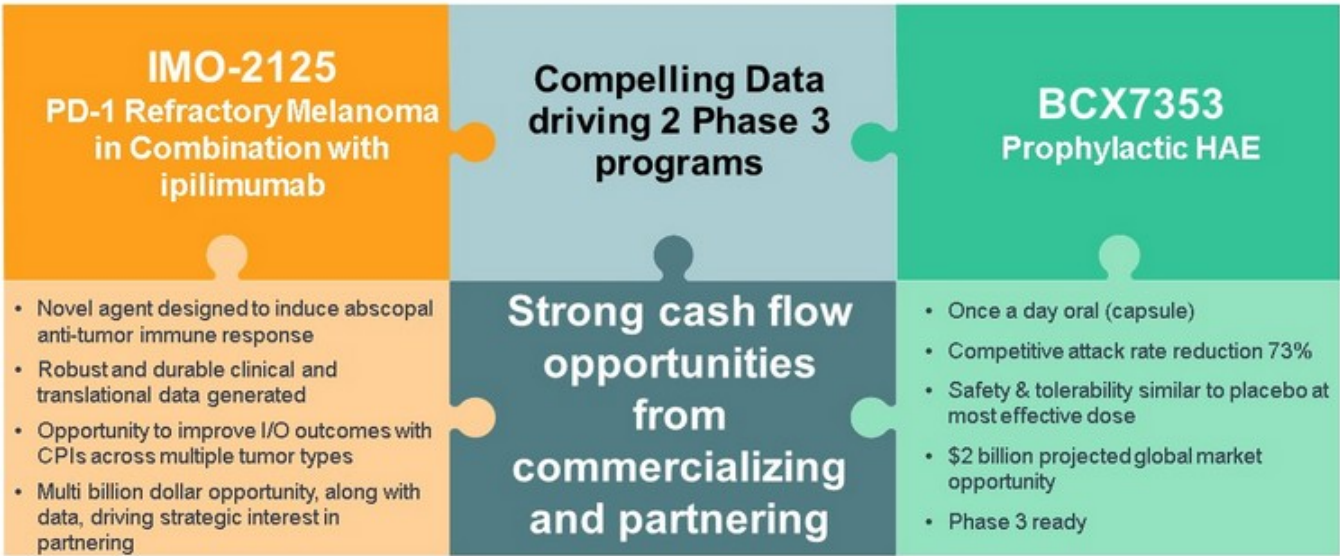 IMO-2125
PD-1 Refractory Melanoma
in Combination with
ipilimumab
• Novel agent designed to induce abscopal
anti-tumor immune response
• Robust and durable clinical and
translational data generated
• Opportunity to improve I/O outcomes with
CPIs across multiple tumor types
• Multi billion dollar opportunity, along with
data, driving strategic interest in
partnering
Compelling Data
driving 2 Phase 3
programs
Strong cash flow
opportunities
from
commercializing
and partnering
BCX7353
Prophylactic HAE
• Once a day oral (capsule)
• Competitive attack rate reduction 73%
• Safety & tolerability similar to placebo at
most effective dose
• $2 billion projected global market
opportunity
• Phase 3 ready